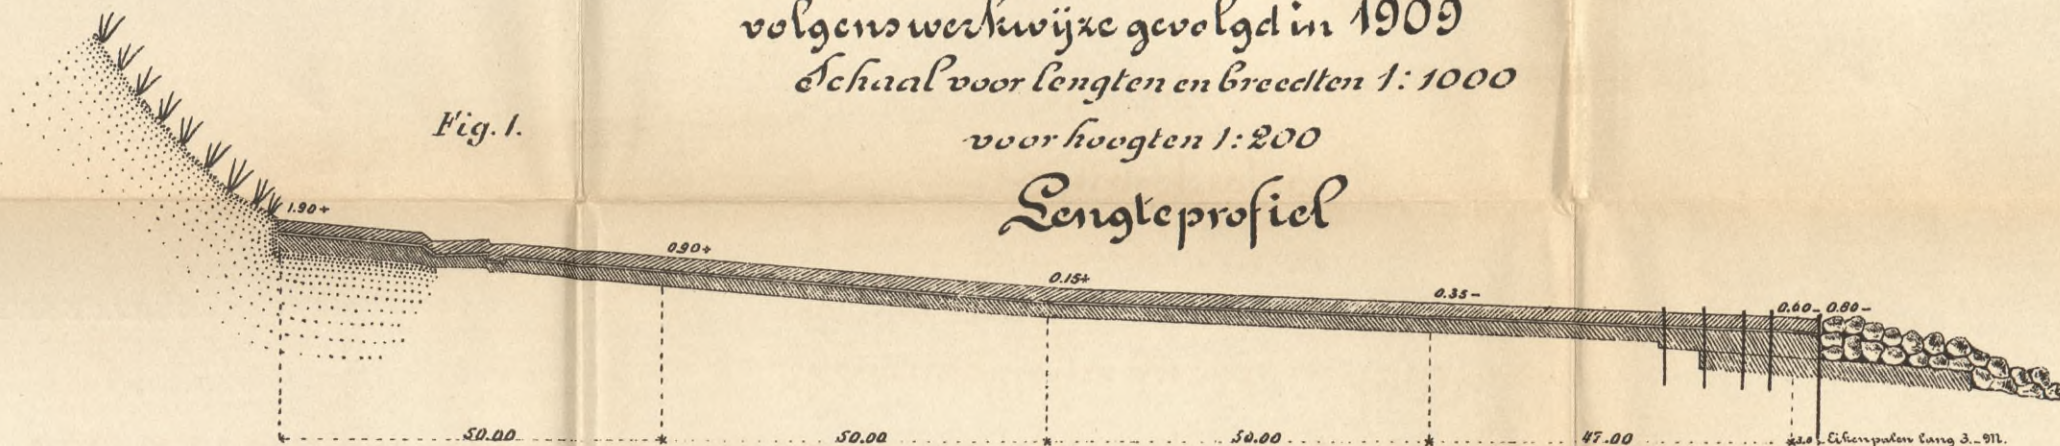 volgens werkwijze gevolgd in 1909
Schaal voor lengten en breedten 1:1000
Fig. 1.
voor hoogten 1:200
Lengteprofiel
1.90+
0.90+
0.15+
0.35-
0.60- 0.80-
50.00 50.00 50.00 47.00 Eikenpalen lang 3.-M.